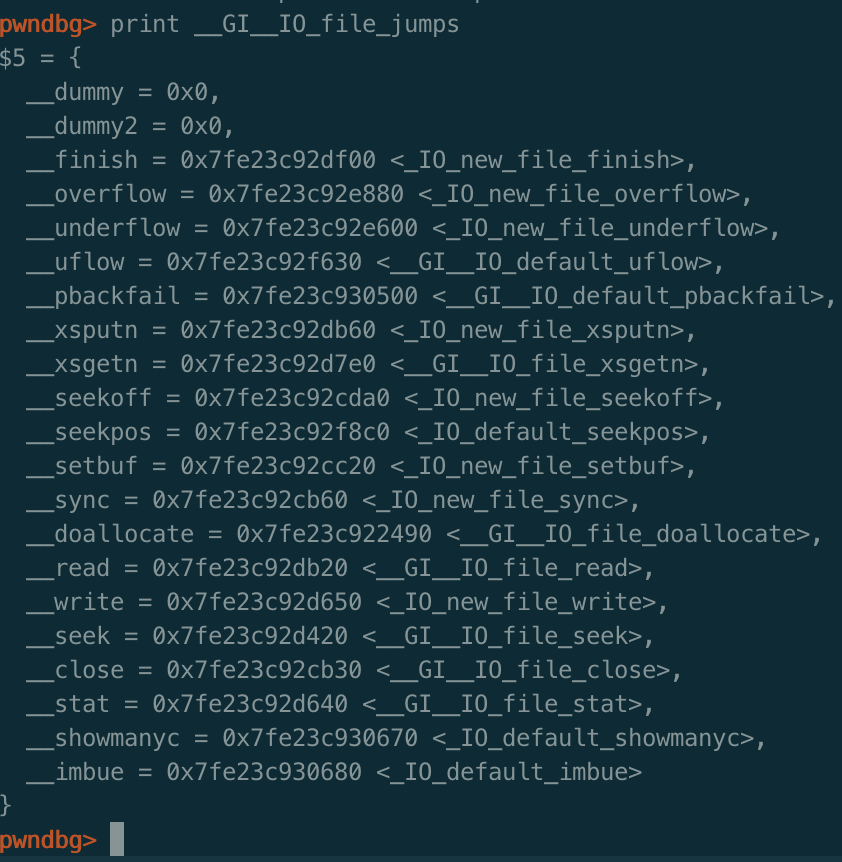 pwndbg> print __GI__IO_file_jumps
$5 = {
  __dummy = 0x0,
  __dummy2 = 0x0,
  __finish = 0x7fe23c92df00 <_IO_new_file_finish>,
  __overflow = 0x7fe23c92e880 <_IO_new_file_overflow>,
  __underflow = 0x7fe23c92e600 <_IO_new_file_underflow>,
  __uflow = 0x7fe23c92f630 <__GI__IO_default_uflow>,
  __pbackfail = 0x7fe23c930500 <__GI__IO_default_pbackfail>,
  __xsputn = 0x7fe23c92db60 <_IO_new_file_xsputn>,
  __xsgetn = 0x7fe23c92d7e0 <__GI__IO_file_xsgetn>,
  __seekoff = 0x7fe23c92cda0 <_IO_new_file_seekoff>,
  __seekpos = 0x7fe23c92f8c0 <_IO_default_seekpos>,
  __setbuf = 0x7fe23c92cc20 <_IO_new_file_setbuf>,
  __sync = 0x7fe23c92cb60 <_IO_new_file_sync>,
  __doallocate = 0x7fe23c922490 <__GI__IO_file_doallocate>,
  __read = 0x7fe23c92db20 <__GI__IO_file_read>,
  __write = 0x7fe23c92d650 <_IO_new_file_write>,
  __seek = 0x7fe23c92d420 <__GI__IO_file_seek>,
  __close = 0x7fe23c92cb30 <__GI__IO_file_close>,
  __stat = 0x7fe23c92d640 <__GI__IO_file_stat>,
  __showmanyc = 0x7fe23c930670 <_IO_default_showmanyc>,
  __imbue = 0x7fe23c930680 <_IO_default_imbue>
}
pwndbg>